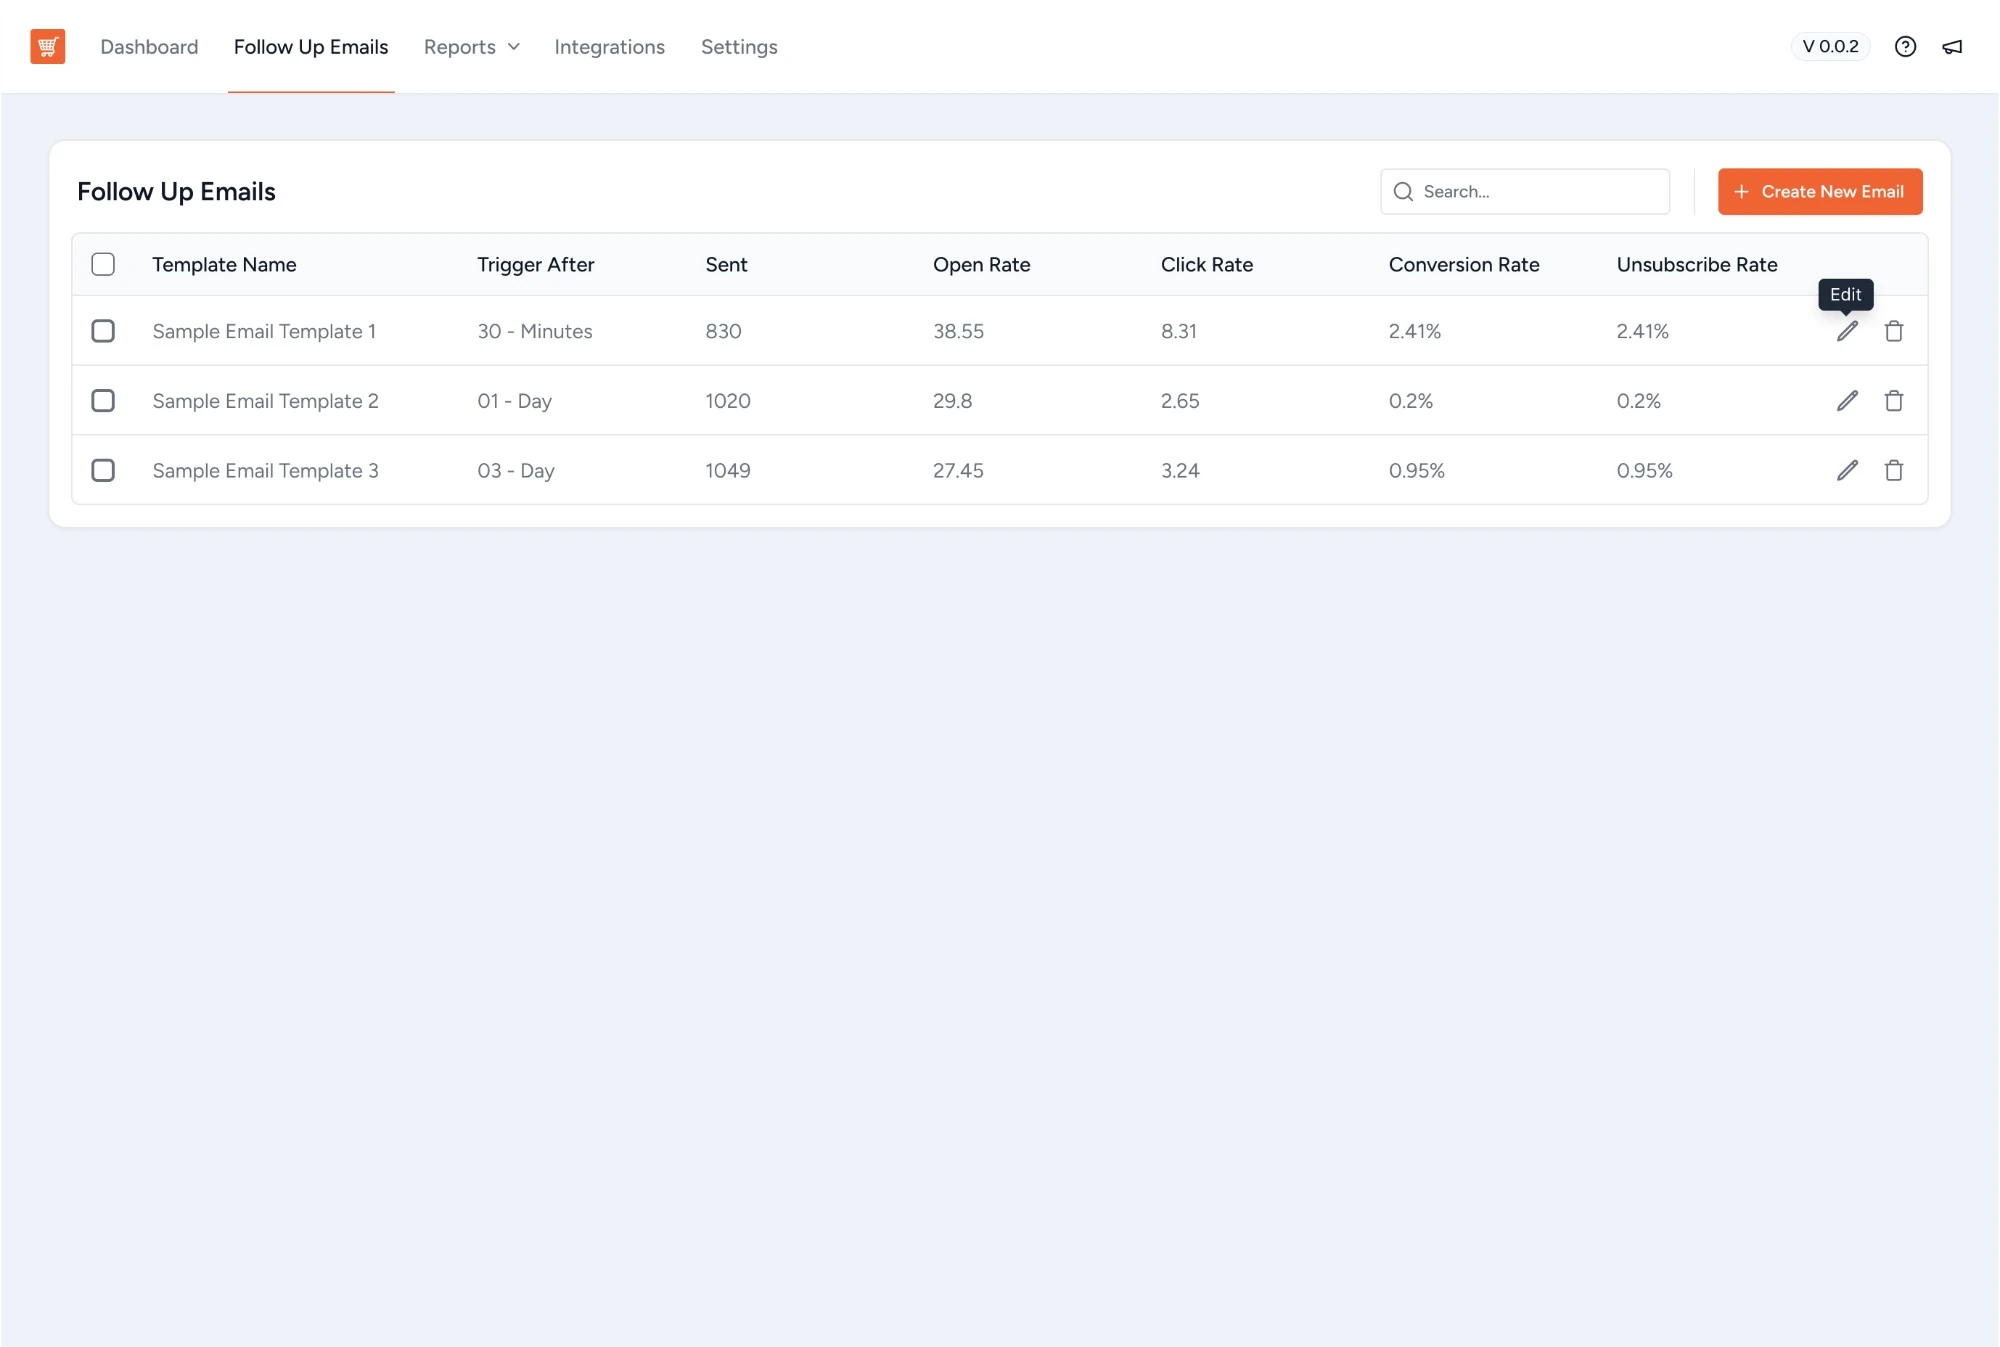 Dashboard Follow Up Emails Reports Integrations Settings V 0.0.2
Follow Up Emails Search... + Create New Email
Template Name Trigger After Sent Open Rate Click Rate Conversion Rate Unsubscribe Rate
Edit
Sample Email Template 1 30 - Minutes 830 38.55 8.31 2.41% 2.41%
Sample Email Template 2 01 - Day 1020 29.8 2.65 0.2% 0.2%
Sample Email Template 3 03 - Day 1049 27.45 3.24 0.95% 0.95%